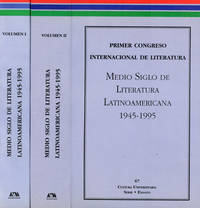 VOLUMEN I
MEDIO SIGLO DE LITERATURA
LATINOAMERICANA 1945-1995
VOLUMEN II
MEDIO SIGLO DE LITERATURA
LATINOAMERICANA 1945-1995
PRIMER CONGRESO
INTERNACIONAL DE LITERATURA
MEDIO SIGLO DE
LITERATURA
LATINOAMERICANA
1945-1995
67
CULTURA UNIVERSITARIA
SERIE • ENSAYO